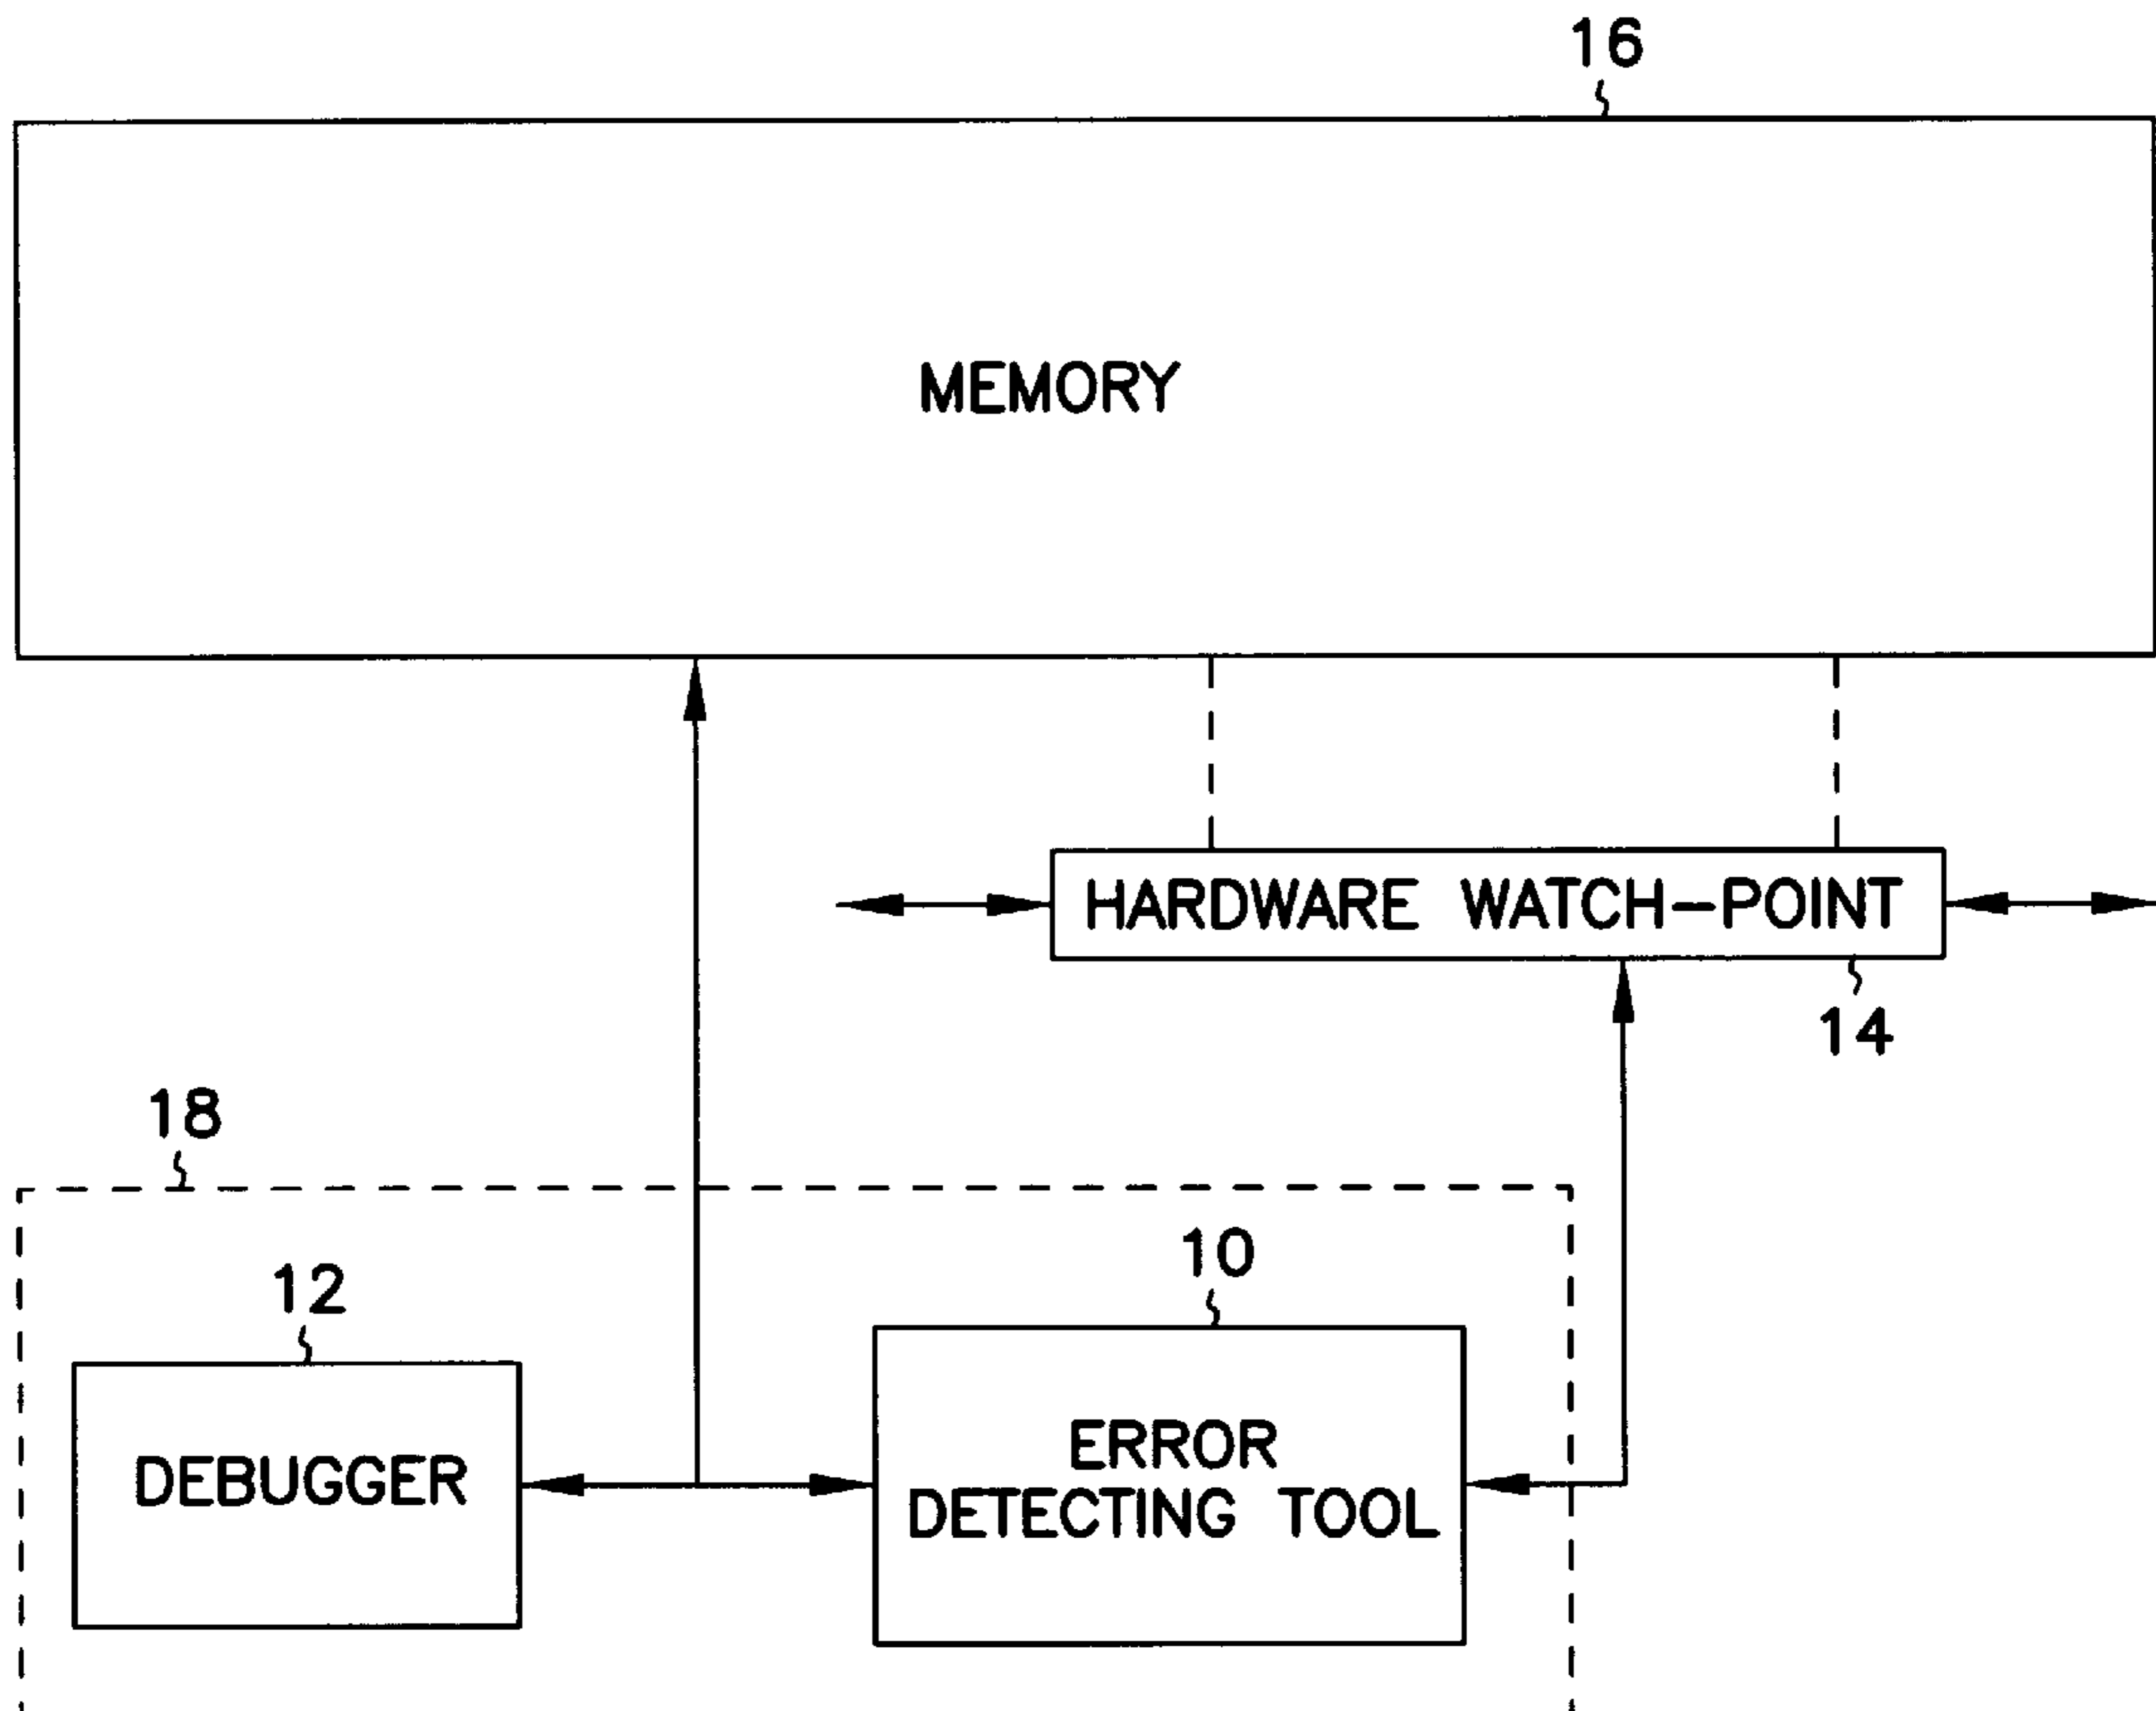 16
MEMORY
HARDWARE WATCH-POINT
14
18
10
12
ERROR
DETECTING TOOL
DEBUGGER